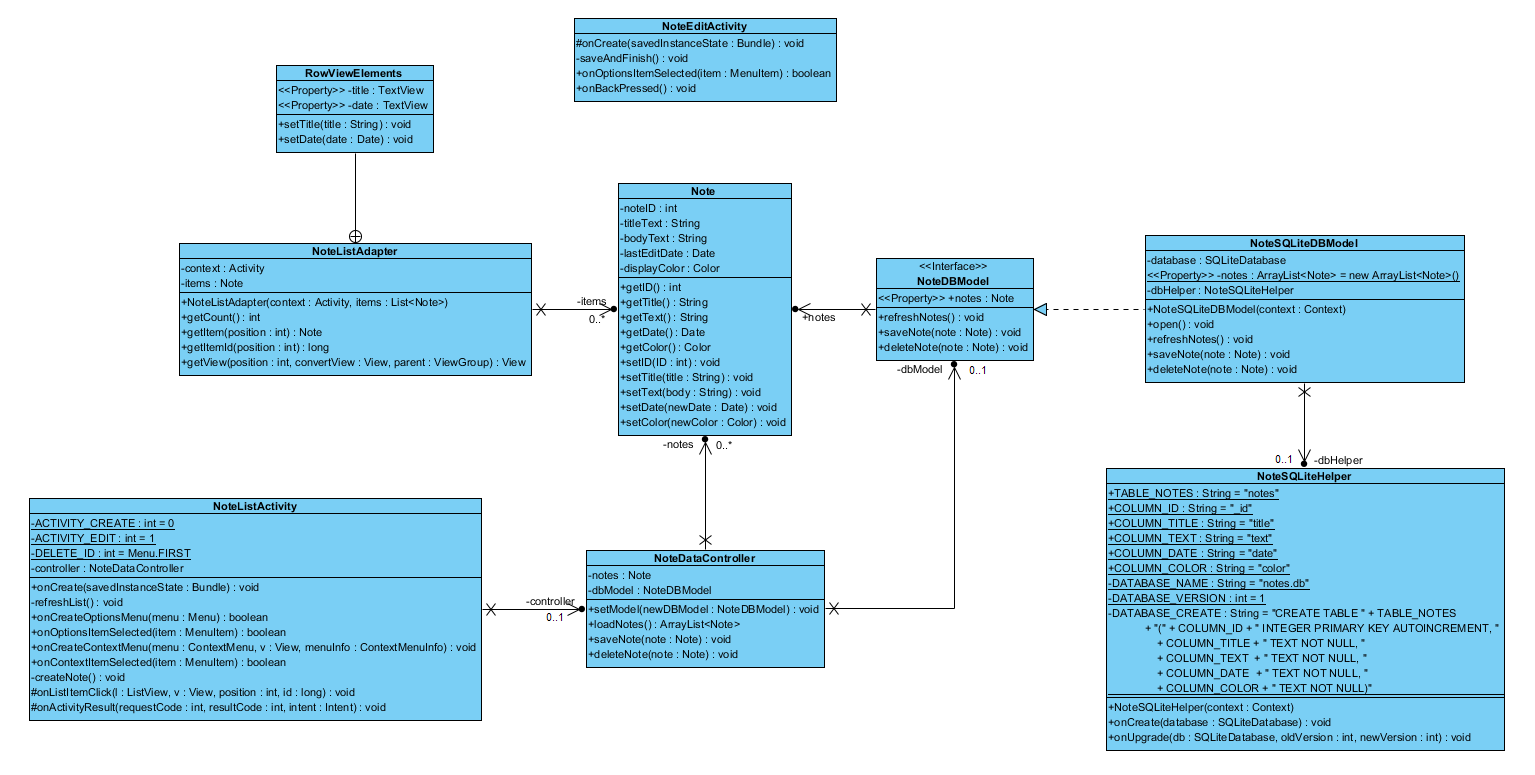 NoteEditActivity
#onCreate(savedInstanceState : Bundle) : void
-saveAndFinish() : void
+onOptionsItemSelected(item : MenuItem) : boolean
+onBackPressed() : void
RowViewElements
<<Property>> -title : TextView
<<Property>> -date : TextView
+setTitle(title : String) : void
+setDate(date : Date) : void
NoteListAdapter
-context : Activity
-items : Note
+NoteListAdapter(context : Activity, items : List<Note>)
+getCount() : int
+getItem(position : int) : Note
+getItemId(position : int) : long
+getView(position : int, convertView : View, parent : ViewGroup) : View
-items
0..*
Note
-noteID : int
-titleText : String
-bodyText : String
-lastEditDate : Date
-displayColor : Color
+getID() : int
+getTitle() : String
+getText() : String
+getDate() : Date
+getColor() : Color
+setID(ID : int) : void
+setTitle(title : String) : void
+setText(body : String) : void
+setDate(newDate : Date) : void
+setColor(newColor : Color) : void
+notes
<<Interface>>
NoteDBModel
<<Property>> +notes : Note
+refreshNotes() : void
+saveNote(note : Note) : void
+deleteNote(note : Note) : void
-dbModel
0..1
NoteSQLiteDBModel
-database : SQLiteDatabase
<<Property>> -notes : ArrayList<Note> = new ArrayList<Note>()
-dbHelper : NoteSQLiteHelper
+NoteSQLiteDBModel(context : Context)
+open() : void
+refreshNotes() : void
+saveNote(note : Note) : void
+deleteNote(note : Note) : void
0..1
-dbHelper
-notes
0..*
NoteListActivity
-ACTIVITY_CREATE : int = 0
-ACTIVITY_EDIT : int = 1
-DELETE_ID : int = Menu.FIRST
-controller : NoteDataController
+onCreate(savedInstanceState : Bundle) : void
-refreshList() : void
+onCreateOptionsMenu(menu : Menu) : boolean
+onOptionsItemSelected(item : MenuItem) : boolean
+onCreateContextMenu(menu : ContextMenu, v : View, menuInfo : ContextMenuInfo) : void
+onContextItemSelected(item : MenuItem) : boolean
-createNote() : void
#onListItemClick(l : ListView, v : View, position : int, id : long) : void
#onActivityResult(requestCode : int, resultCode : int, intent : Intent) : void
-controller
0..1
NoteDataController
-notes : Note
-dbModel : NoteDBModel
+setModel(newDBModel : NoteDBModel) : void
+loadNotes() : ArrayList<Note>
+saveNote(note : Note) : void
+deleteNote(note : Note) : void
NoteSQLiteHelper
+TABLE_NOTES : String = "notes"
+COLUMN_ID : String = "_id"
+COLUMN_TITLE : String = "title"
+COLUMN_TEXT : String = "text"
+COLUMN_DATE : String = "date"
+COLUMN_COLOR : String = "color"
-DATABASE_NAME : String = "notes.db"
-DATABASE_VERSION : int = 1
-DATABASE_CREATE : String = "CREATE TABLE " + TABLE_NOTES
+ "(" + COLUMN_ID + " INTEGER PRIMARY KEY AUTOINCREMENT, "
+ COLUMN_TITLE + " TEXT NOT NULL, "
+ COLUMN_TEXT + " TEXT NOT NULL, "
+ COLUMN_DATE + " TEXT NOT NULL, "
+ COLUMN_COLOR + " TEXT NOT NULL)"
+NoteSQLiteHelper(context : Context)
+onCreate(database : SQLiteDatabase) : void
+onUpgrade(db : SQLiteDatabase, oldVersion : int, newVersion : int) : void